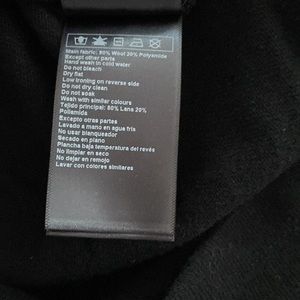 Main fabric: 80% Wool 20% Polyamide
Except other parts
Hand wash in cold water
Do not bleach
Dry flat
Low ironing on reverse side
Do not dry clean
Do not soak
Wash with similar colours
Tejido principal: 80% Lana 20%
Poliamida
Excepto otras partes
Lavado a mano en agua fris
No usar blanqueador
Secado en plano
Plancha baja temperatura del revés
No limpiar en seco
No dejar en remojo
Lavar con colores similares